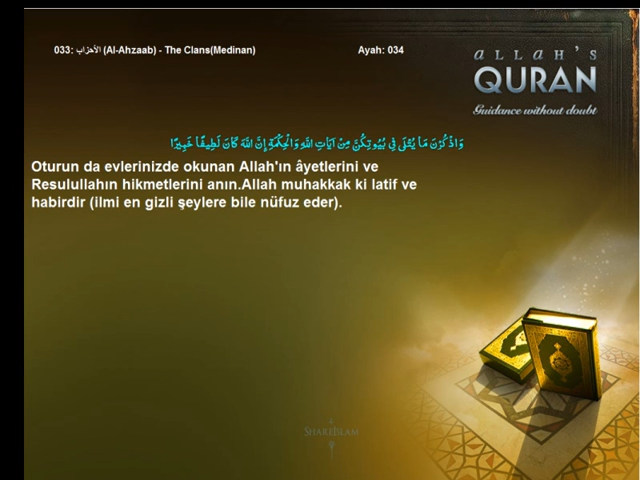 033: الأحزاب (Al-Ahzaab) - The Clans(Medinan) Ayah: 034
ALLAH'S
QURAN
Guidance without doubt
وَاذْكُرْنَ مَا يُتْلَىٰ فِي بُيُوتِكُنَّ مِنْ آيَاتِ اللَّهِ وَالْحِكْمَةِ إِنَّ اللَّهَ كَانَ لَطِيفًا خَبِيرًا
Oturun da evlerinizde okunan Allah'ın âyetlerini ve
Resulullahın hikmetlerini anın.Allah muhakkak ki latif ve
habirdir (ilmi en gizli şeylere bile nüfuz eder).
SHAREISLAM